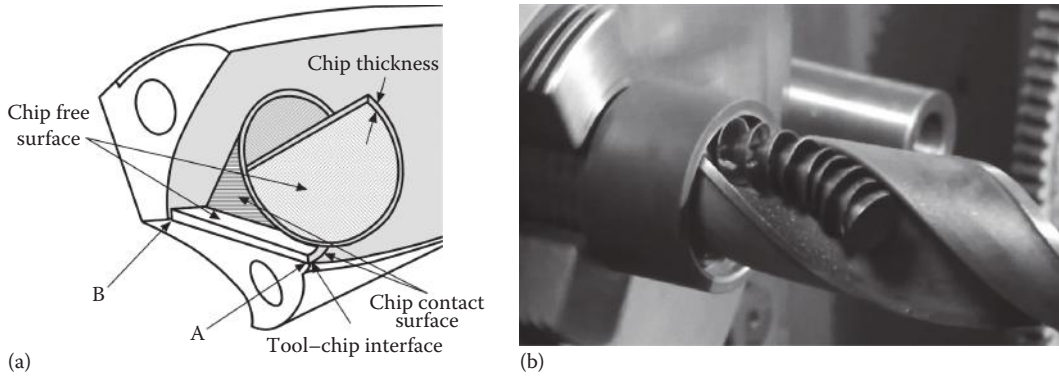 Chip thickness
Chip free
surface
B
A
Chip contact
surface
Tool–chip interface
(a)
(b)